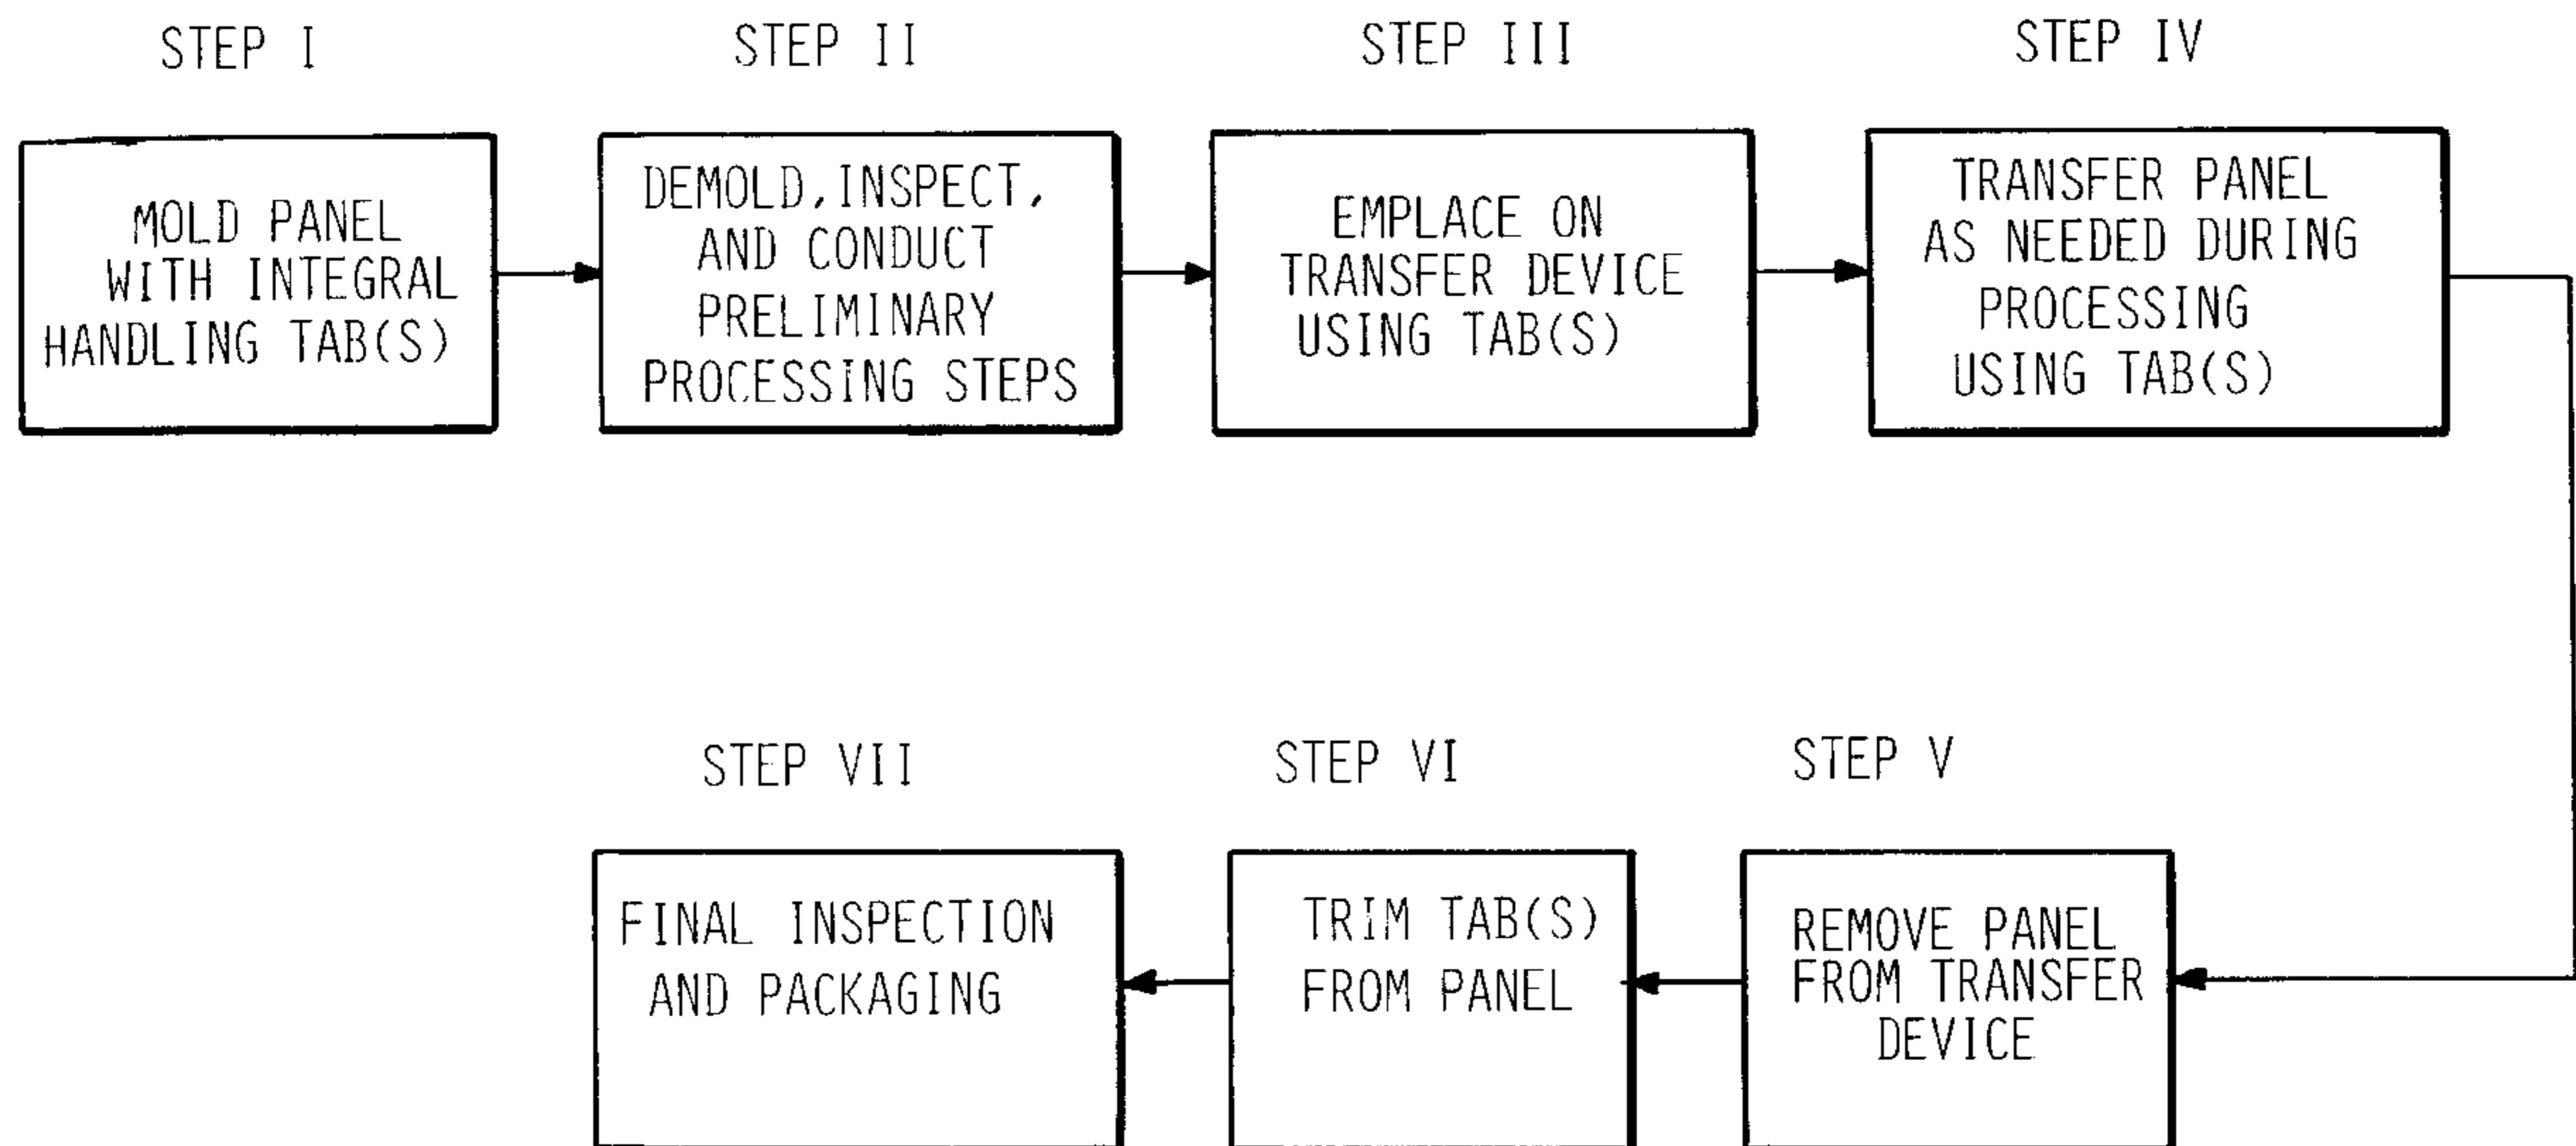 STEP I
MOLD PANEL
WITH INTEGRAL
HANDLING TAB(S)
STEP II
DEMOLD, INSPECT,
AND CONDUCT
PRELIMINARY
PROCESSING STEPS
STEP III
EMPLACE ON
TRANSFER DEVICE
USING TAB(S)
STEP IV
TRANSFER PANEL
AS NEEDED DURING
PROCESSING
USING TAB(S)
STEP V
REMOVE PANEL
FROM TRANSFER
DEVICE
STEP VI
TRIM TAB(S)
FROM PANEL
STEP VII
FINAL INSPECTION
AND PACKAGING